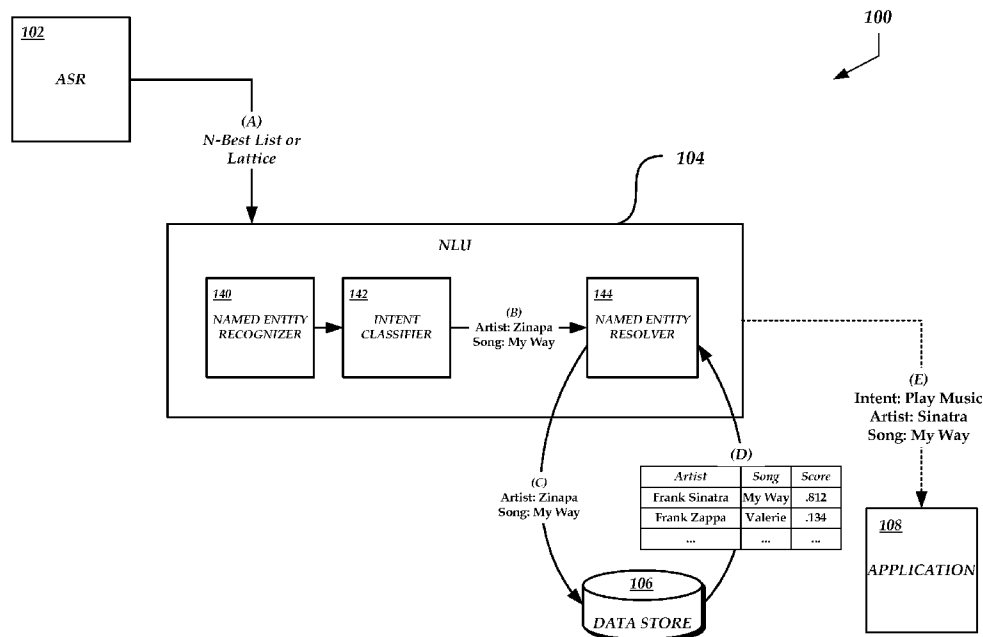 100
102
ASR
(A)
N-Best List or
Lattice
104
NLU
140
NAMED ENTITY
RECOGNIZER
142
INTENT
CLASSIFIER
(B)
Artist: Zinapa
Song: My Way
144
NAMED ENTITY
RESOLVER
(C)
Artist: Zinapa
Song: My Way
(D)
Artist Song Score
Frank Sinatra My Way .812
Frank Zappa Valerie .134
... ... ...
(E)
Intent: Play Music
Artist: Sinatra
Song: My Way
106
DATA STORE
108
APPLICATION